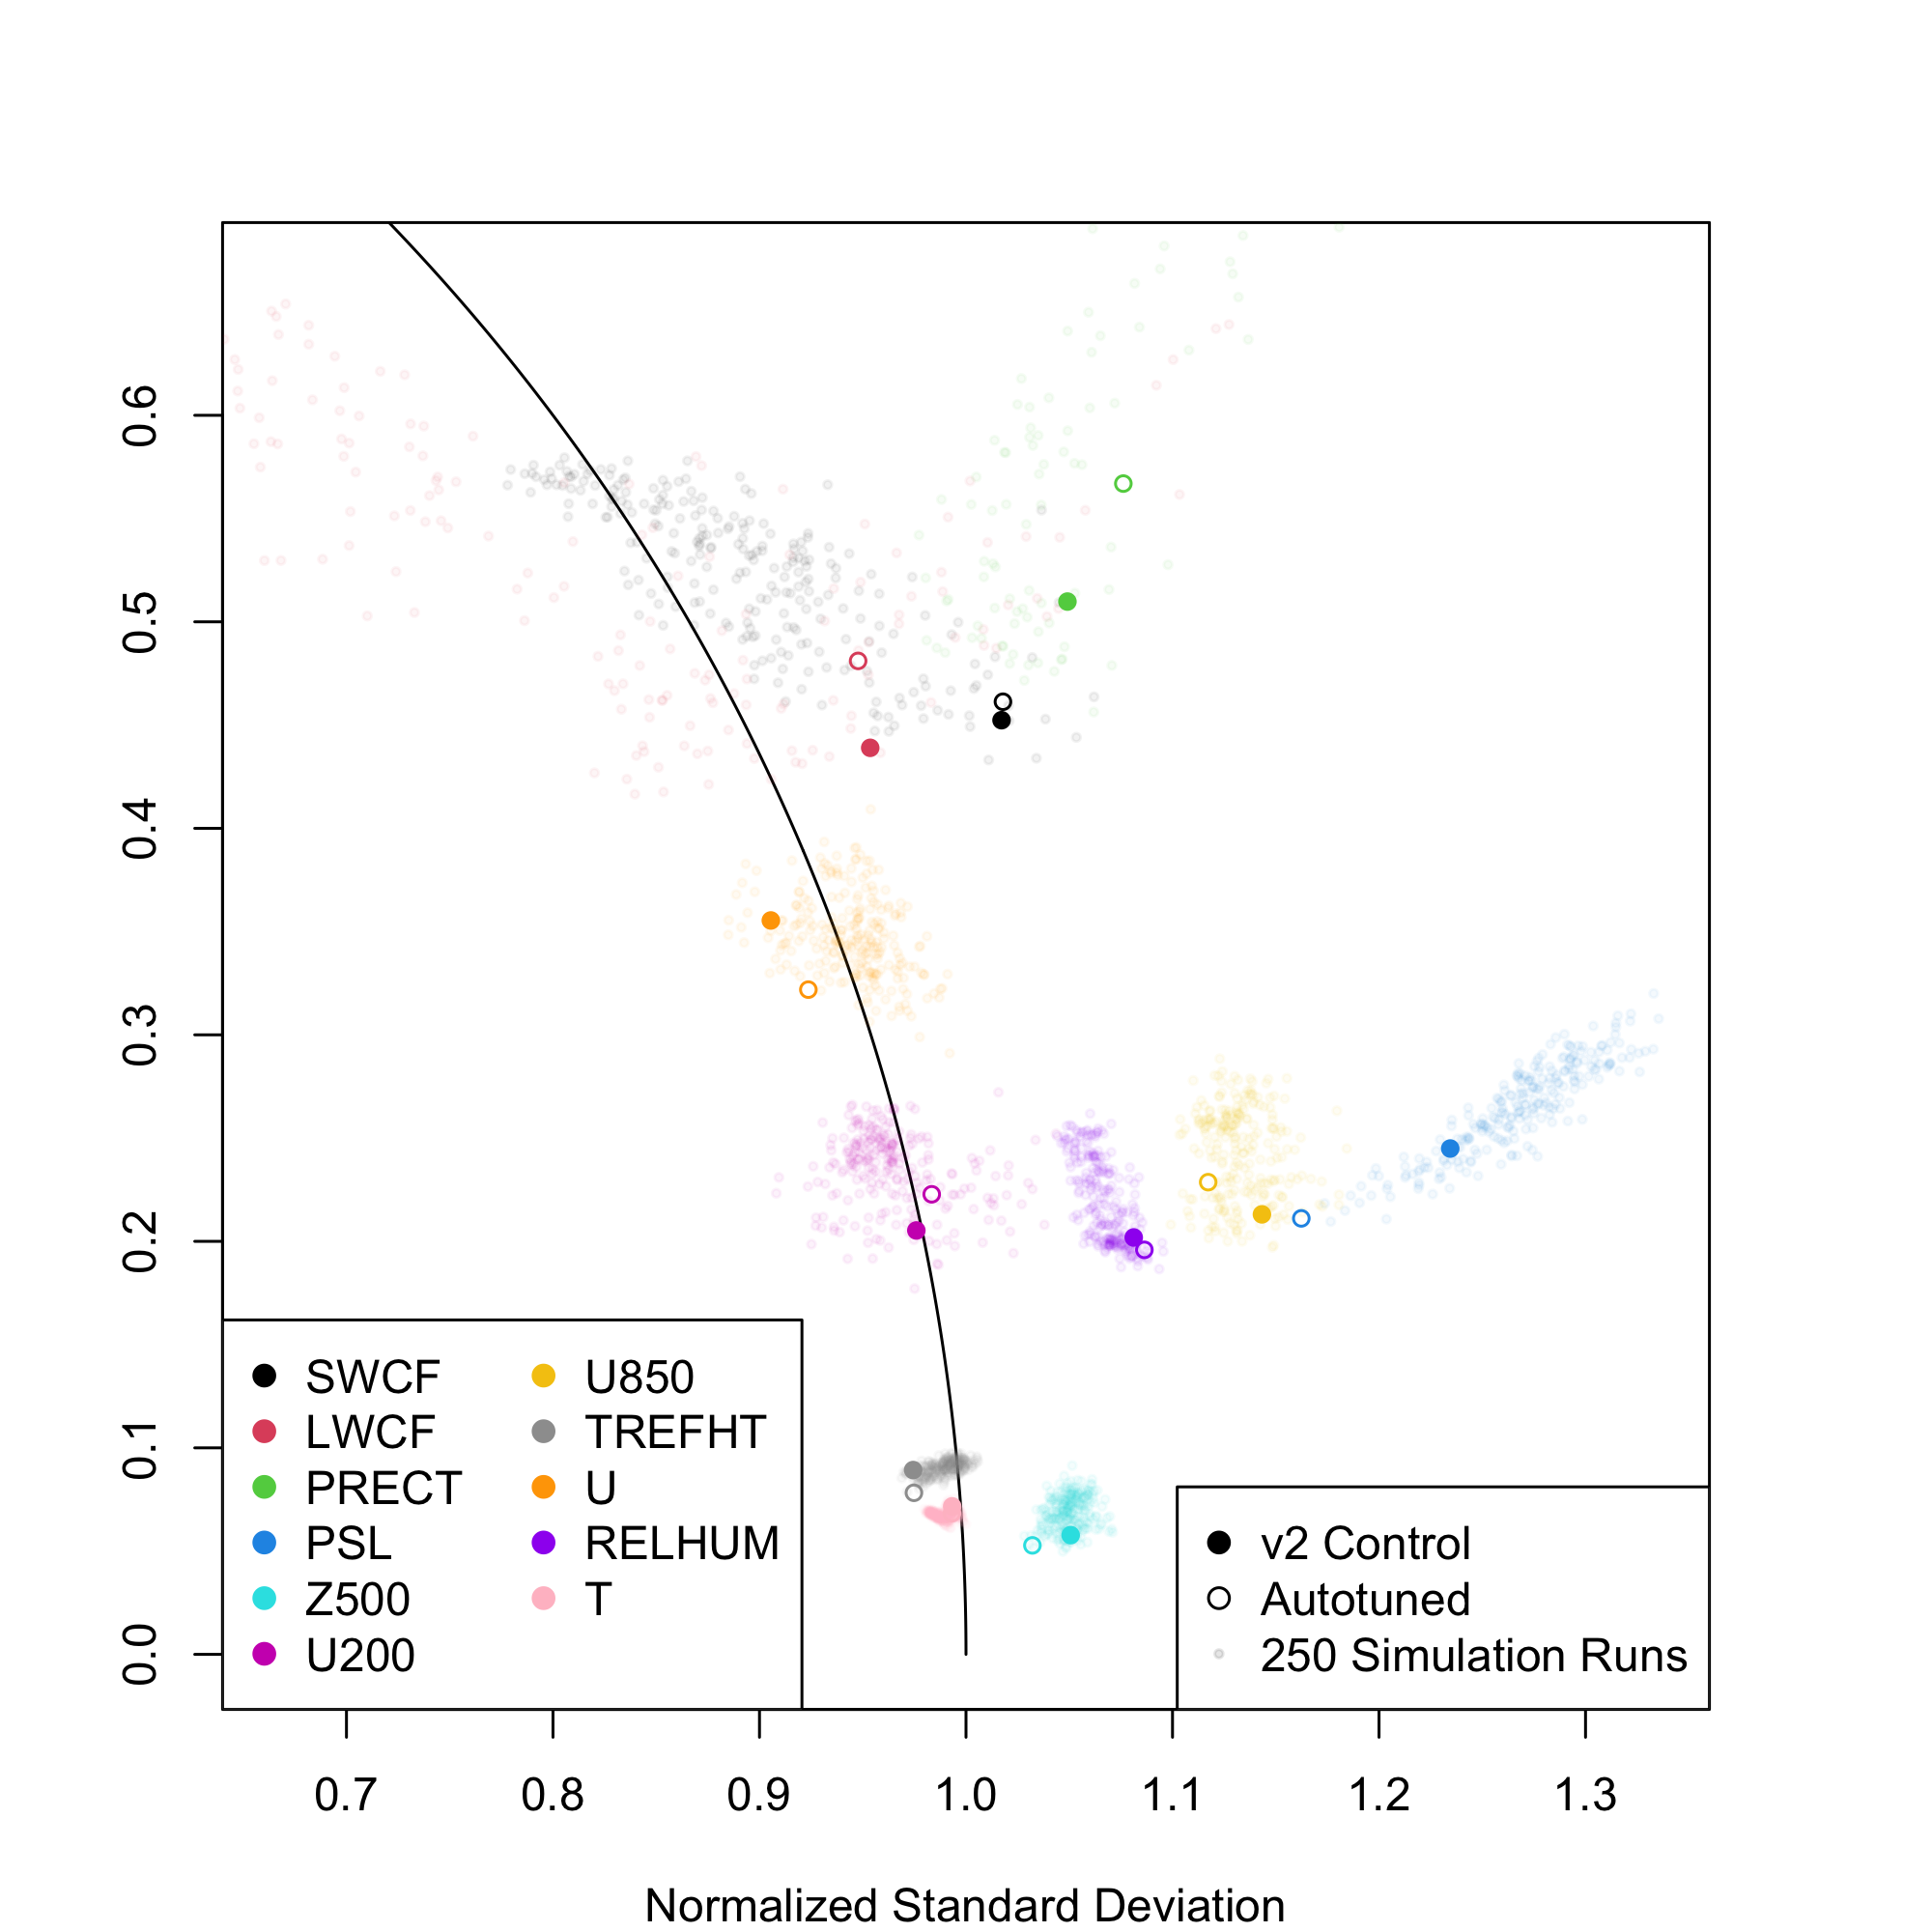 0.6
0.5
0.4
0.3
0.2
0.1
0.0
SWCF
LWCF
PRECT
PSL
Z500
U200
U850
TREFHT
U
RELHUM
T
v2 Control
Autotuned
250 Simulation Runs
0.7 0.8 0.9 1.0 1.1 1.2 1.3
Normalized Standard Deviation